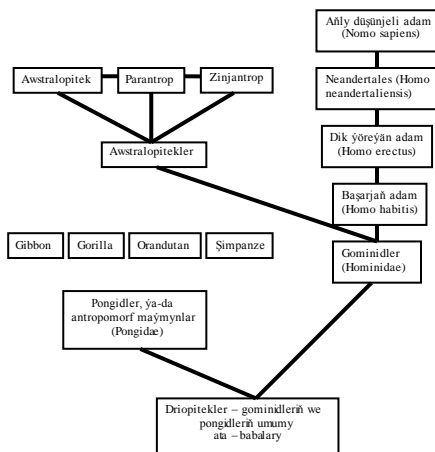 Aňly düşünjeli adam
(Nomo sapiens)
Awstralopitek
Parantrop
Zinjantrop
Neandertales (Homo
neandertaliensis)
Dik ýöreýän adam
(Homo erectus)
Awstralopitekler
Başarjaň adam
(Homo habitis)
Gibbon
Gorilla
Orandutan
Şimpanze
Gominidler
(Hominidae)
Pongidler, ýa-da
antropomorf maýmynlar
(Pongidæ)
Driopitekler – gominidleriň we
pongidleriň umumy
ata – babalary